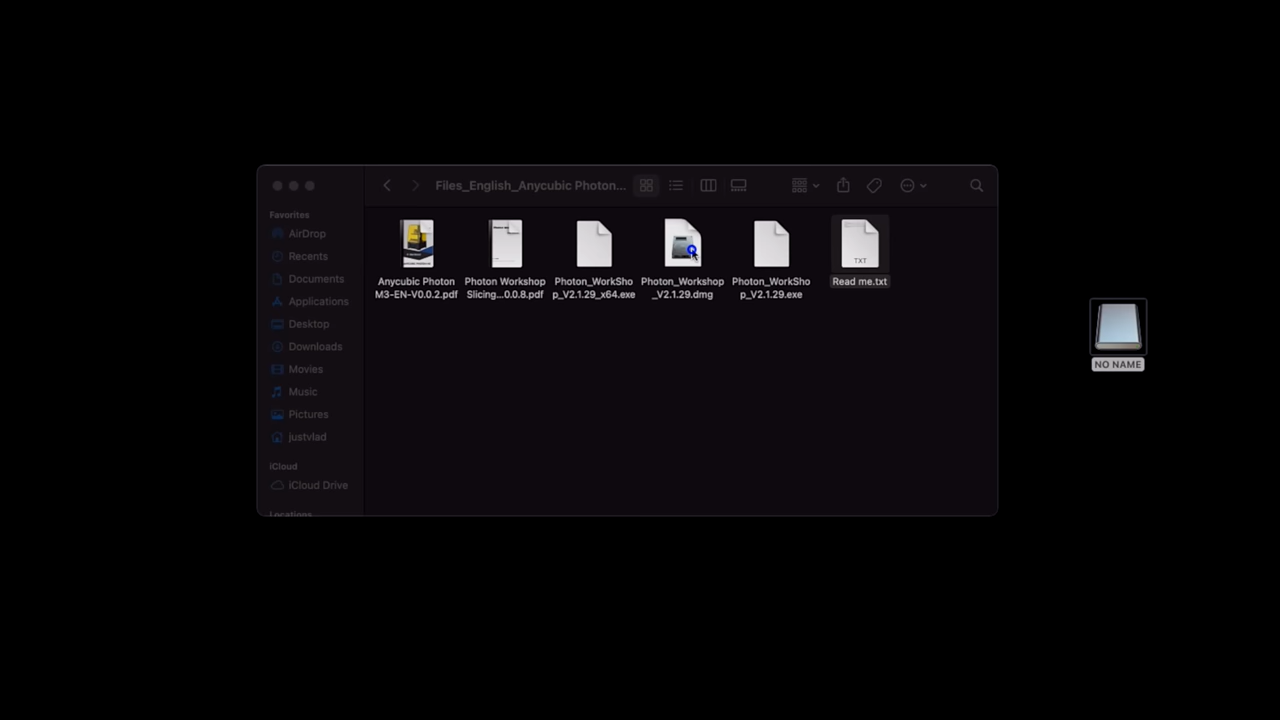 Files_English_Anycubic Photon...
Favorites
AirDrop
Recents
Documents
Applications
Desktop
Downloads
Movies
Music
Pictures
justvlad
iCloud
iCloud Drive
Locations
Anycubic Photon
M3-EN-V0.0.2.pdf
Photon Workshop
Slicing...0.0.8.pdf
Photon_WorkSho
p_V2.1.29_x64.exe
Photon_Workshop
_V2.1.29.dmg
Photon_WorkSho
p_V2.1.29.exe
TXT
Read me.txt
NO NAME